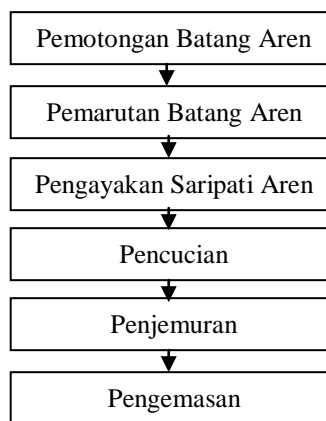 Pemotongan Batang Aren
Pemarutan Batang Aren
Pengayakan Saripati Aren
Pencucian
Penjemuran
Pengemasan